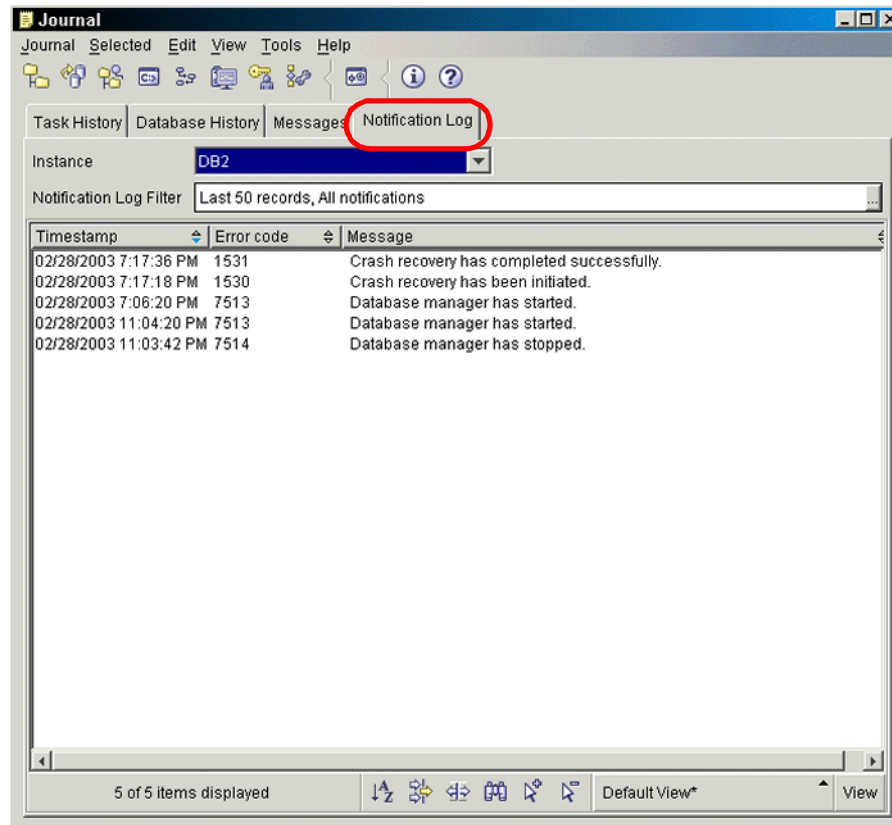 Journal
Journal Selected Edit View Tools Help
Task History Database History Messages Notification Log
Instance DB2
Notification Log Filter Last 50 records, All notifications ...
Timestamp Error code Message
02/28/2003 7:17:36 PM 1531 Crash recovery has completed successfully.
02/28/2003 7:17:18 PM 1530 Crash recovery has been initiated.
02/28/2003 7:06:20 PM 7513 Database manager has started.
02/28/2003 11:04:20 PM 7513 Database manager has started.
02/28/2003 11:03:42 PM 7514 Database manager has stopped.
5 of 5 items displayed Default View* View